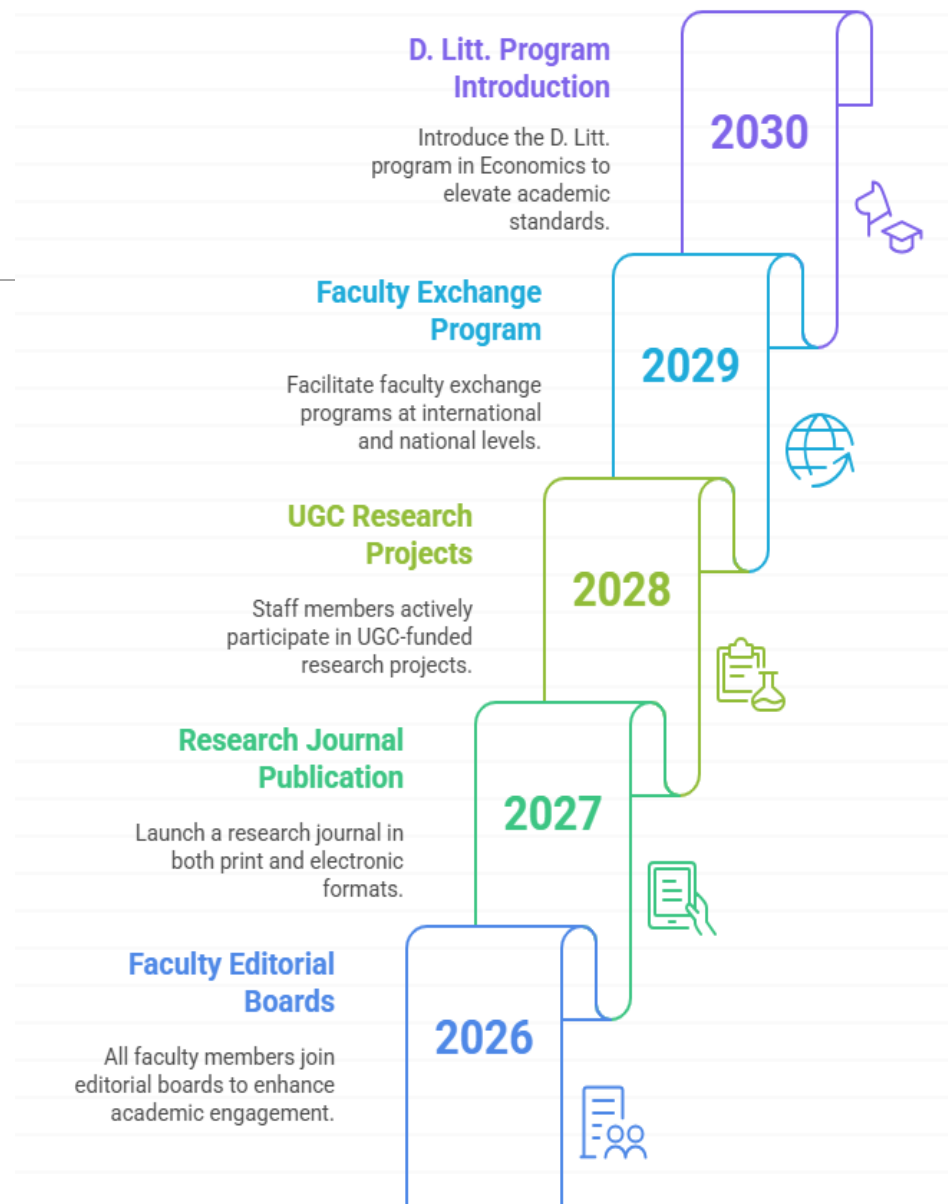 D. Litt. Program
Introduction
Introduce the D. Litt.
program in Economics to
elevate academic
standards.
2030
Faculty Exchange
Program
Facilitate faculty exchange
programs at international
and national levels.
2029
UGC Research
Projects
Staff members actively
participate in UGC-funded
research projects.
2028
Research Journal
Publication
Launch a research journal in
both print and electronic
formats.
2027
Faculty Editorial
Boards
All faculty members join
editorial boards to enhance
academic engagement.
2026